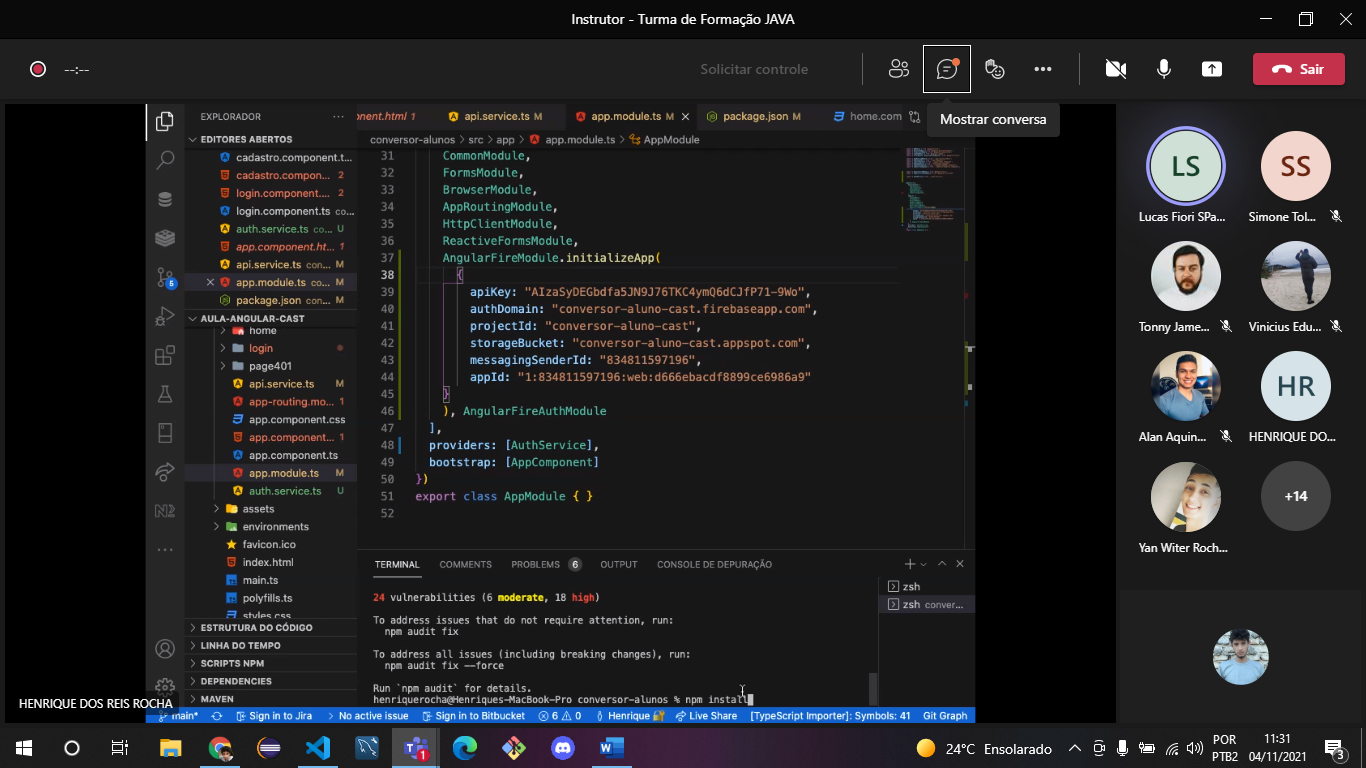 Instrutor - Turma de Formação JAVA
--:--
Solicitar controle
Sair
Mostrar conversa
EXPLORADOR
EDITORES ABERTOS
cadastro.component.t...
cadastro.compon... 2
login.component.... 2
login.component.ts co...
auth.service.ts co... U
app.component.ht... 1
api.service.ts con... M
app.module.ts co... M
package.json con... M
AULA-ANGULAR-CAST
home
login
page401
api.service.ts M
app-routing.mo... 1
app.component.css
app.component... 1
app.component.ts
app.module.ts M
auth.service.ts U
assets
environments
favicon.ico
index.html
main.ts
polyfills.ts
styles.css
ESTRUTURA DO CÓDIGO
LINHA DO TEMPO
SCRIPTS NPM
DEPENDENCIES
MAVEN
6
onent.html 1
api.service.ts M
app.module.ts M
package.json M
home.com
conversor-alunos > src > app > app.module.ts > AppModule
31 CommonModule,
32 FormsModule,
33 BrowserModule,
34 AppRoutingModule,
35 HttpClientModule,
36 ReactiveFormsModule,
37 AngularFireModule.initializeApp(
38 {
39 apiKey: "AIzaSyDEGbdfa5JN9J76TKC4ymQ6dCJfP71-9Wo",
40 authDomain: "conversor-aluno-cast.firebaseapp.com",
41 projectId: "conversor-aluno-cast",
42 storageBucket: "conversor-aluno-cast.appspot.com",
43 messagingSenderId: "834811597196",
44 appId: "1:834811597196:web:d666ebacdf8899ce6986a9"
45 }
46 ), AngularFireAuthModule
47 ],
48 providers: [AuthService],
49 bootstrap: [AppComponent]
50 })
51 export class AppModule { }
52
TERMINAL COMMENTS PROBLEMS 6 OUTPUT CONSOLE DE DEPURAÇÃO
24 vulnerabilities (6 moderate, 18 high)
To address issues that do not require attention, run:
npm audit fix
To address all issues (including breaking changes), run:
npm audit fix --force
Run `npm audit` for details.
henriquerocha@Henriques-MacBook-Pro conversor-alunos % npm install
zsh
zsh conver...
main* Sign in to Jira No active issue Sign in to Bitbucket 6 0 Henrique Live Share [TypeScript Importer]: Symbols: 41 Git Graph
HENRIQUE DOS REIS ROCHA
LS
Lucas Fiori SPa...
SS
Simone Tol...
Tonny Jame...
Vinicius Edu...
Alan Aquin...
HR
HENRIQUE DO...
Yan Witer Roch...
+14
1
24°C Ensolarado
POR
PTB2
11:31
04/11/2021
3